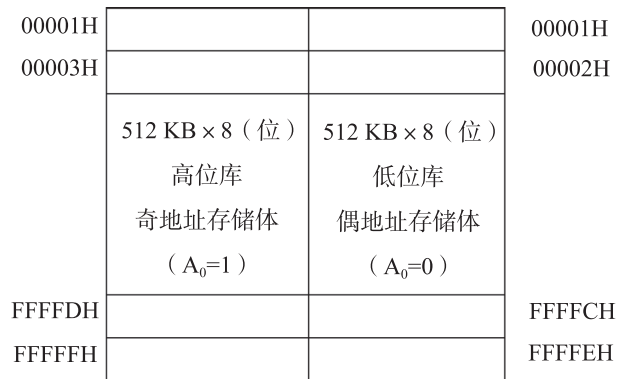 00001H 00001H
00003H 00002H
512 KB × 8（位） 512 KB × 8（位）
高位库 低位库
奇地址存储体 偶地址存储体
（A₀=1） （A₀=0）
FFFFDH FFFFCH
FFFFFH FFFFEH